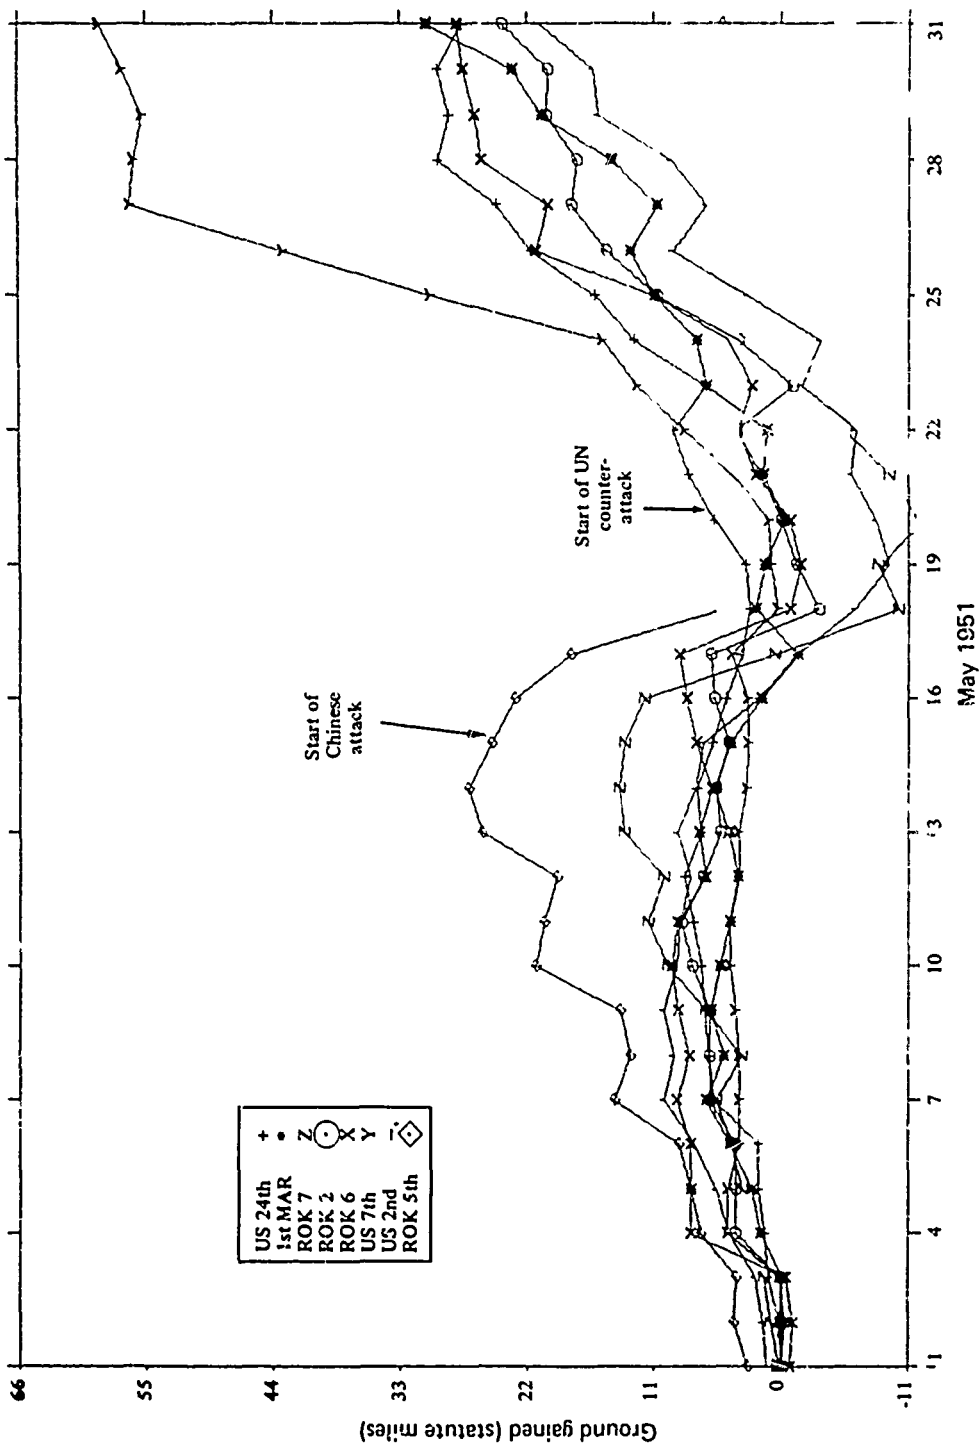 66
55
44
33
22
11
0
-11
Ground gained (statute miles)
US 24th +
1st MAR *
ROK 7 Z
ROK 2
ROK 6 X
US 7th Y
US 2nd
ROK 5th
Start of
Chinese
attack
Start of UN
counter-
attack
1
4
7
10
13
16
19
22
25
28
31
May 1951